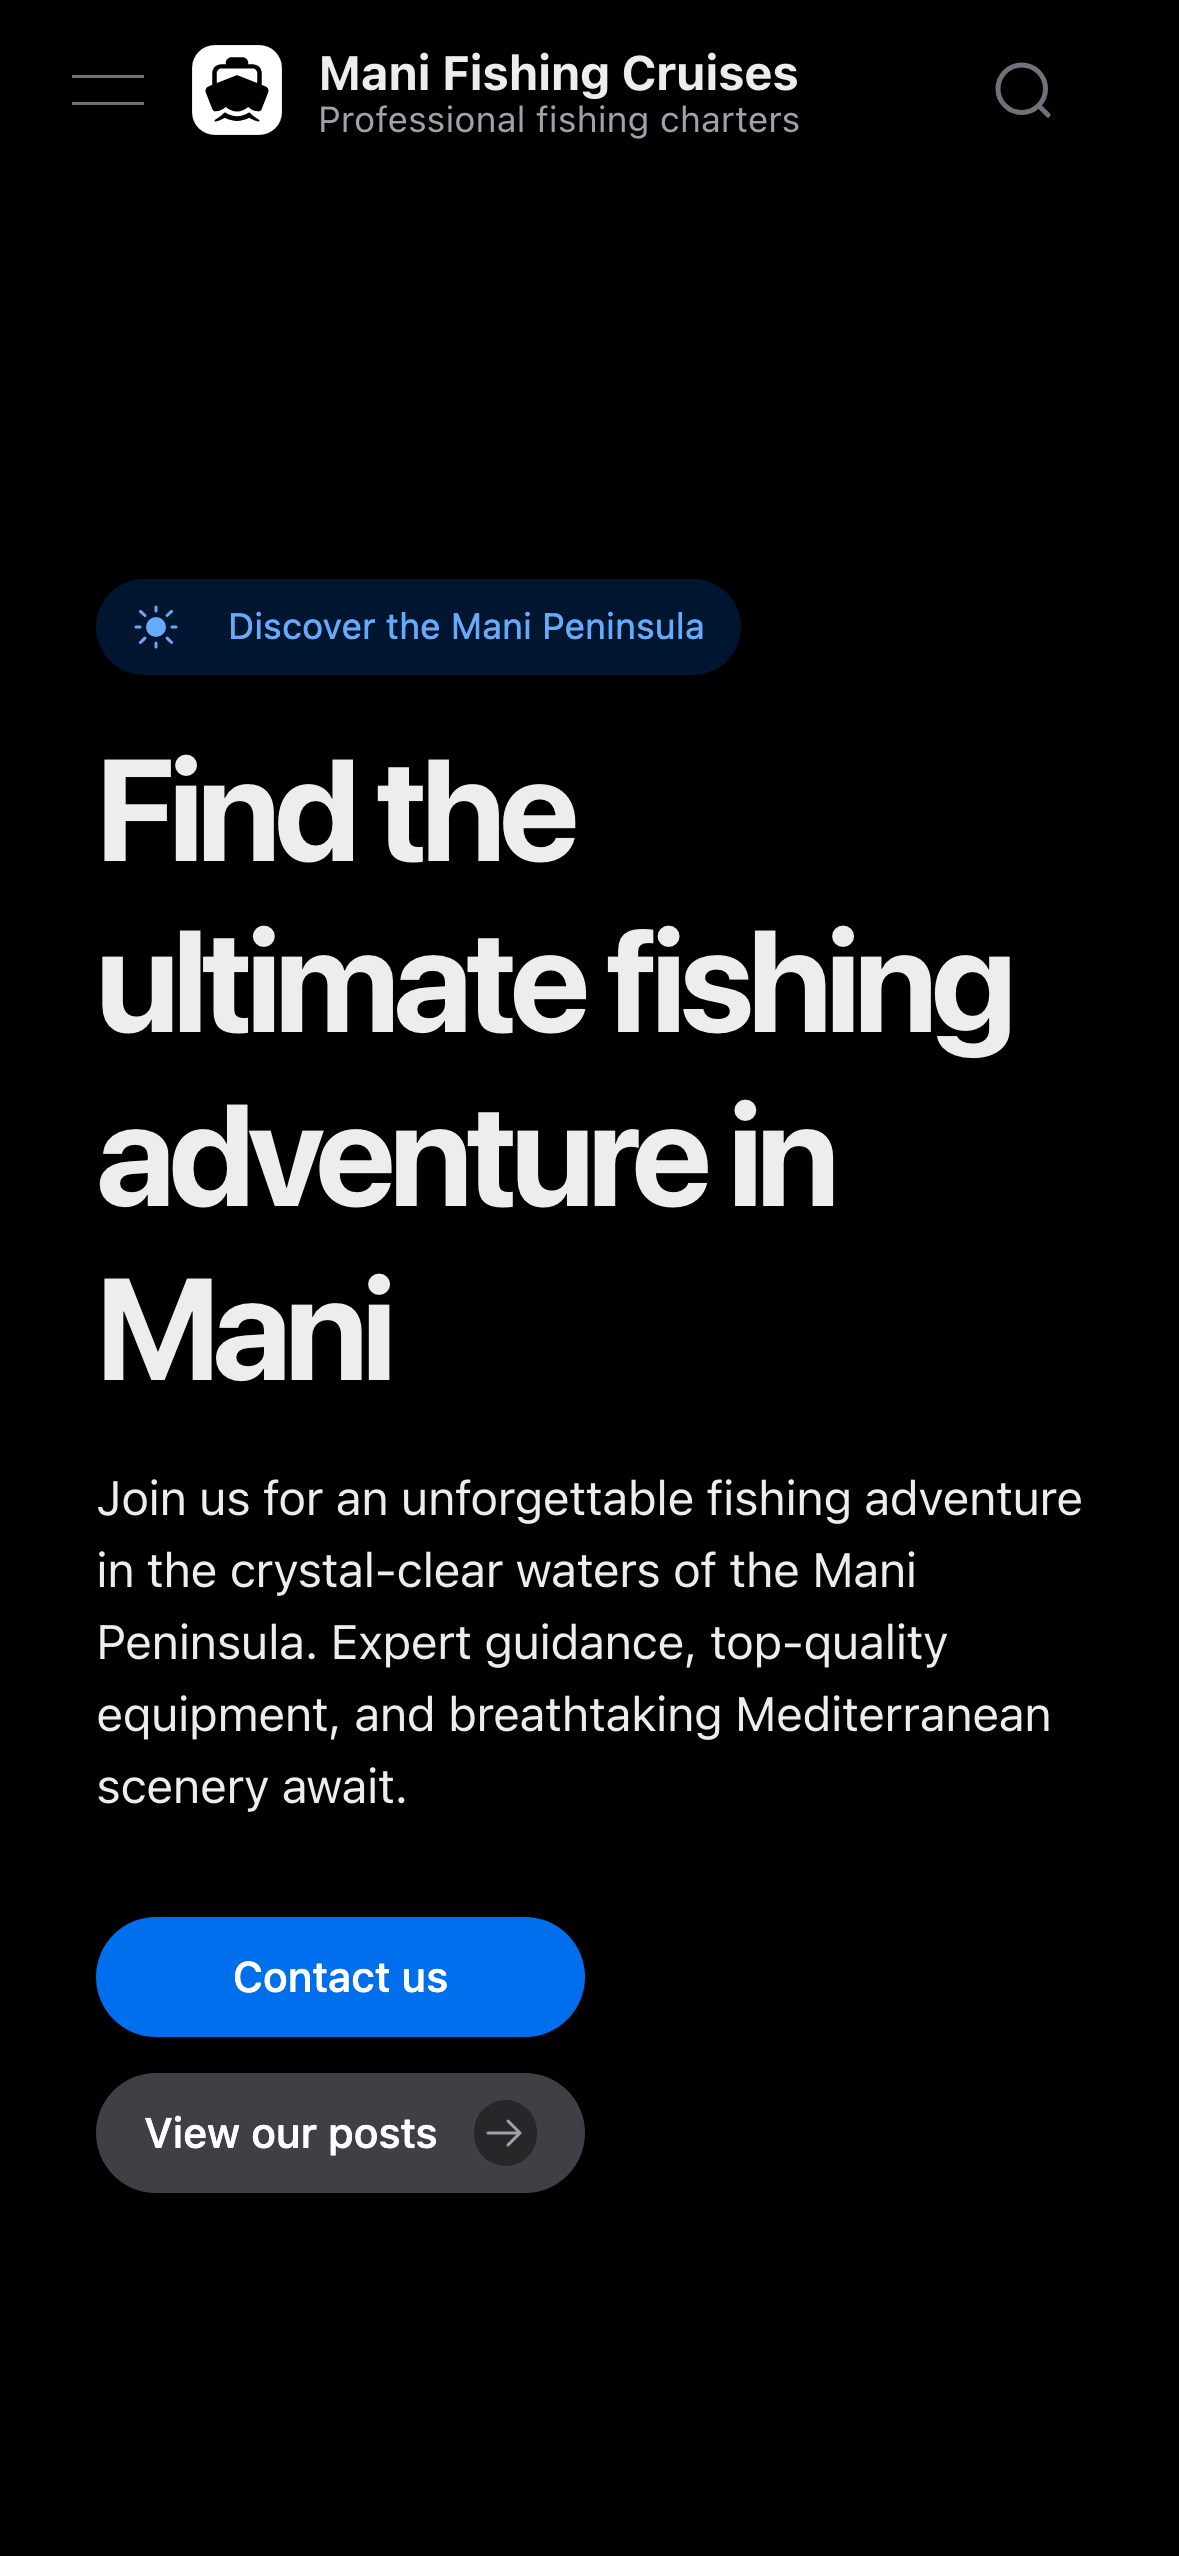 Mani Fishing Cruises
Professional fishing charters
Discover the Mani Peninsula
Find the
ultimate fishing
adventure in
Mani
Join us for an unforgettable fishing adventure
in the crystal-clear waters of the Mani
Peninsula. Expert guidance, top-quality
equipment, and breathtaking Mediterranean
scenery await.
Contact us
View our posts